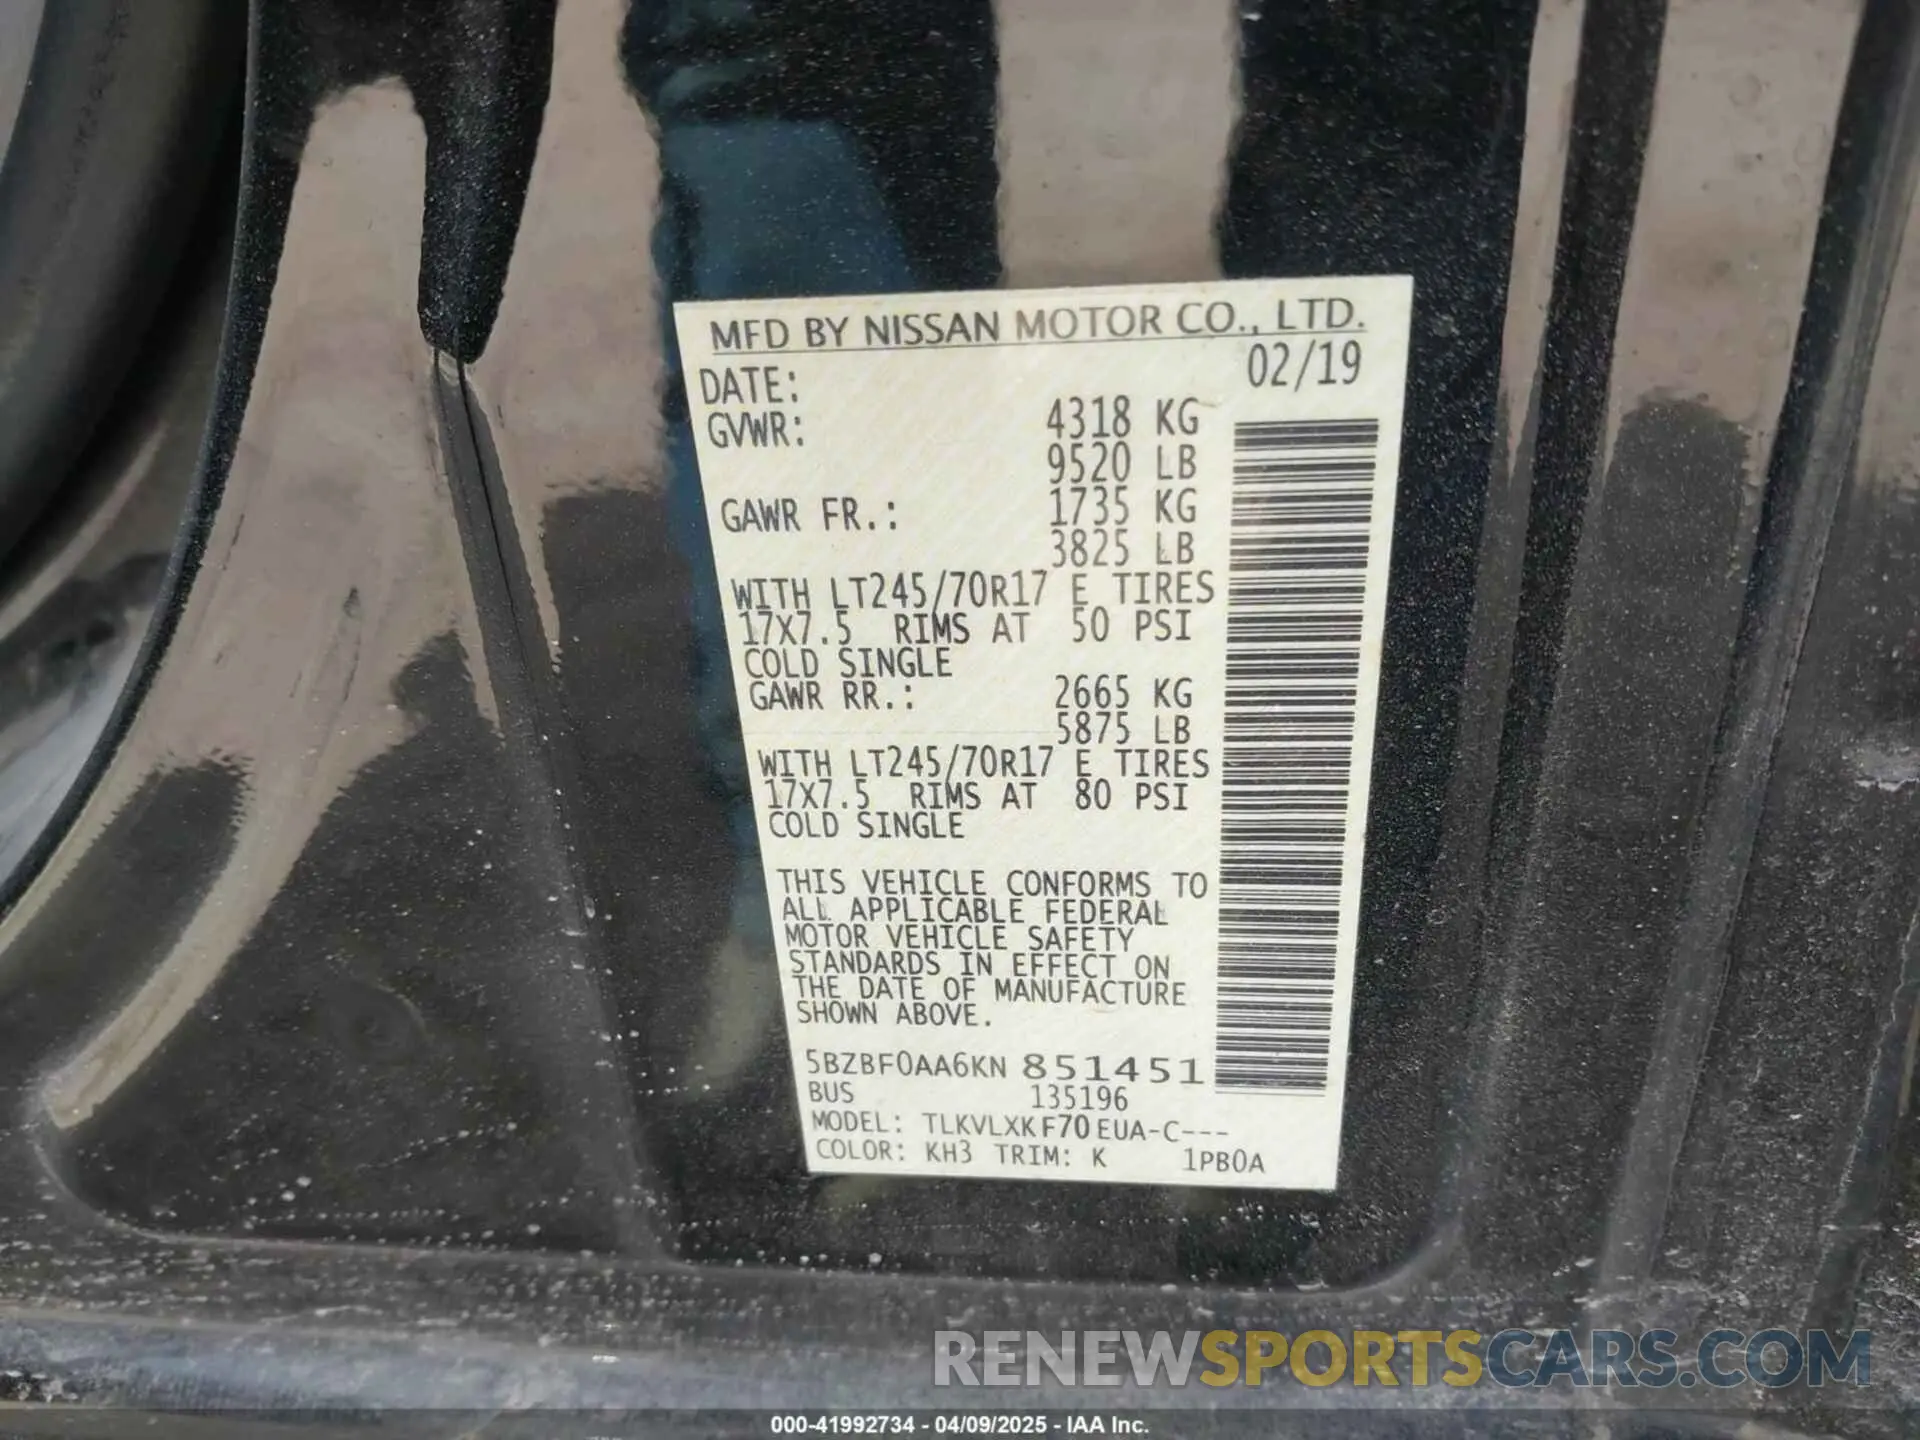 MFD BY NISSAN MOTOR CO., LTD.
DATE: 02/19
GVWR: 4318 KG
9520 LB
GAWR FR.: 1735 KG
3825 LB
WITH LT245/70R17 E TIRES
17X7.5 RIMS AT 50 PSI
COLD SINGLE
GAWR RR.: 2665 KG
5875 LB
WITH LT245/70R17 E TIRES
17X7.5 RIMS AT 80 PSI
COLD SINGLE
THIS VEHICLE CONFORMS TO
ALL APPLICABLE FEDERAL
MOTOR VEHICLE SAFETY
STANDARDS IN EFFECT ON
THE DATE OF MANUFACTURE
SHOWN ABOVE.
5BZBF0AA6KN 851451
BUS 135196
MODEL: TLKVLXKF70EUA-C---
COLOR: KH3 TRIM: K 1PB0A
RENEWSPORTSCARS.COM
000-41992734 - 04/09/2025 - IAA Inc.